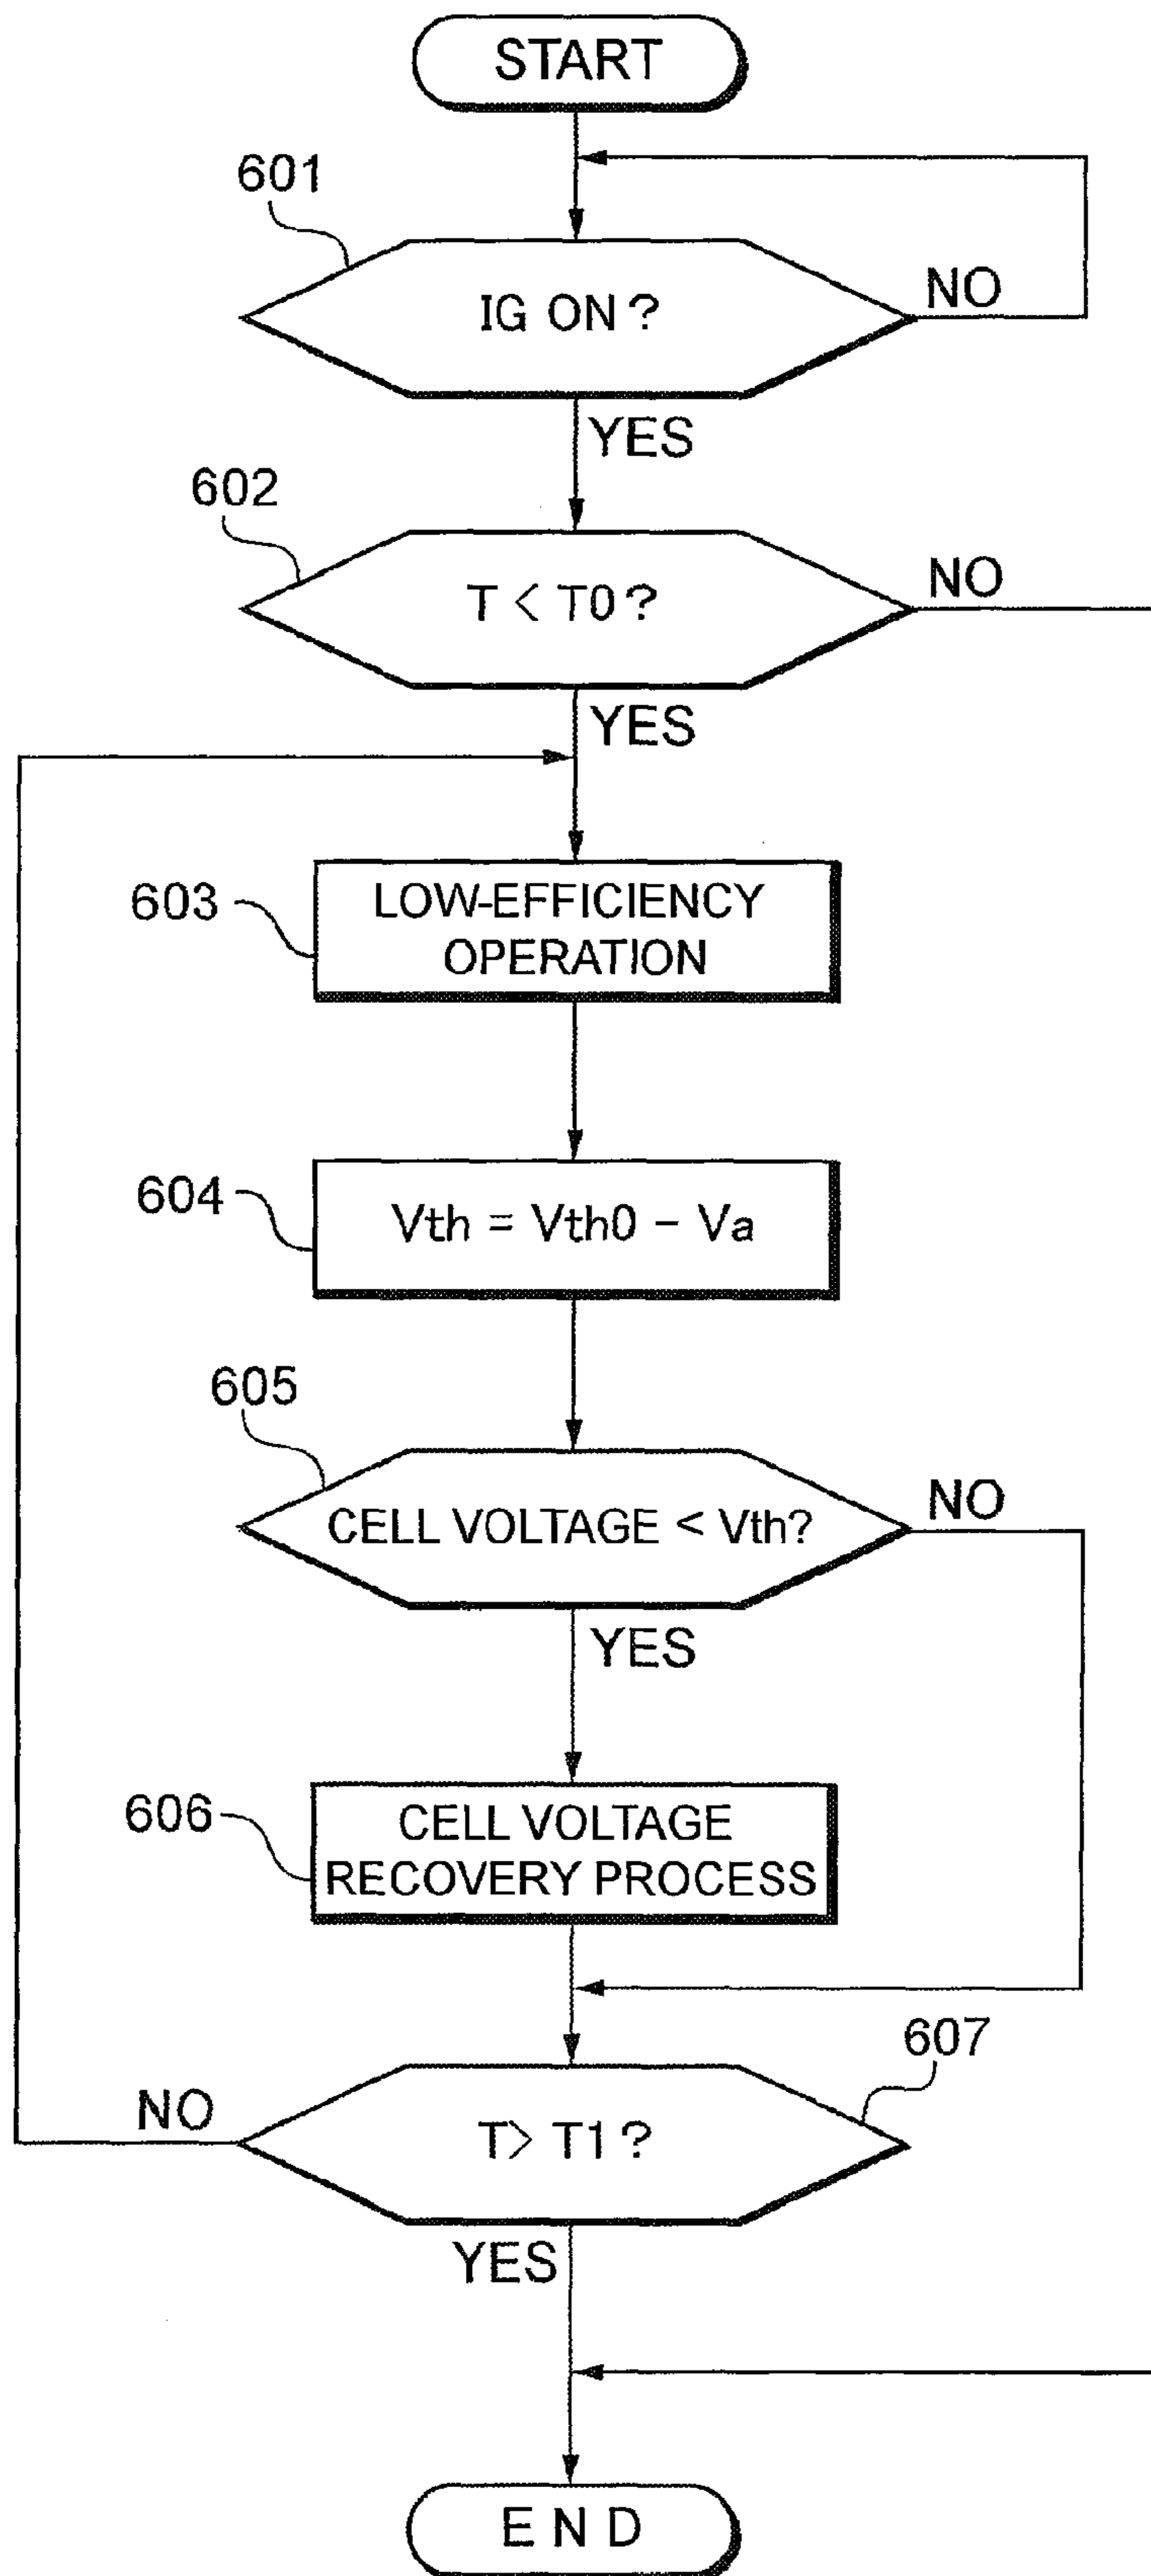 START
601
IG ON?
NO
YES
602
T < T0?
NO
YES
603
LOW-EFFICIENCY
OPERATION
604
Vth = Vth0 - Va
605
CELL VOLTAGE < Vth?
NO
YES
606
CELL VOLTAGE
RECOVERY PROCESS
607
NO
T> T1?
YES
END